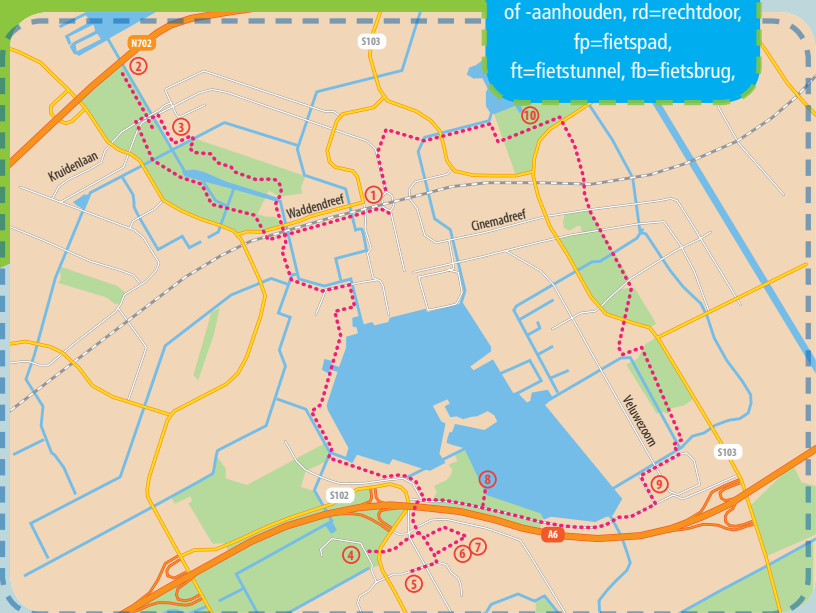 of -aanhouden, rd=rechtdoor,
fp=fietspad,
ft=fietstunnel, fb=fietsbrug,
N702
S103
2
3
10
Kruidenlaan
1
Waddendreef
Cinemadreef
Veluwezoom
S103
8
9
S102
A6
4
6 7
5